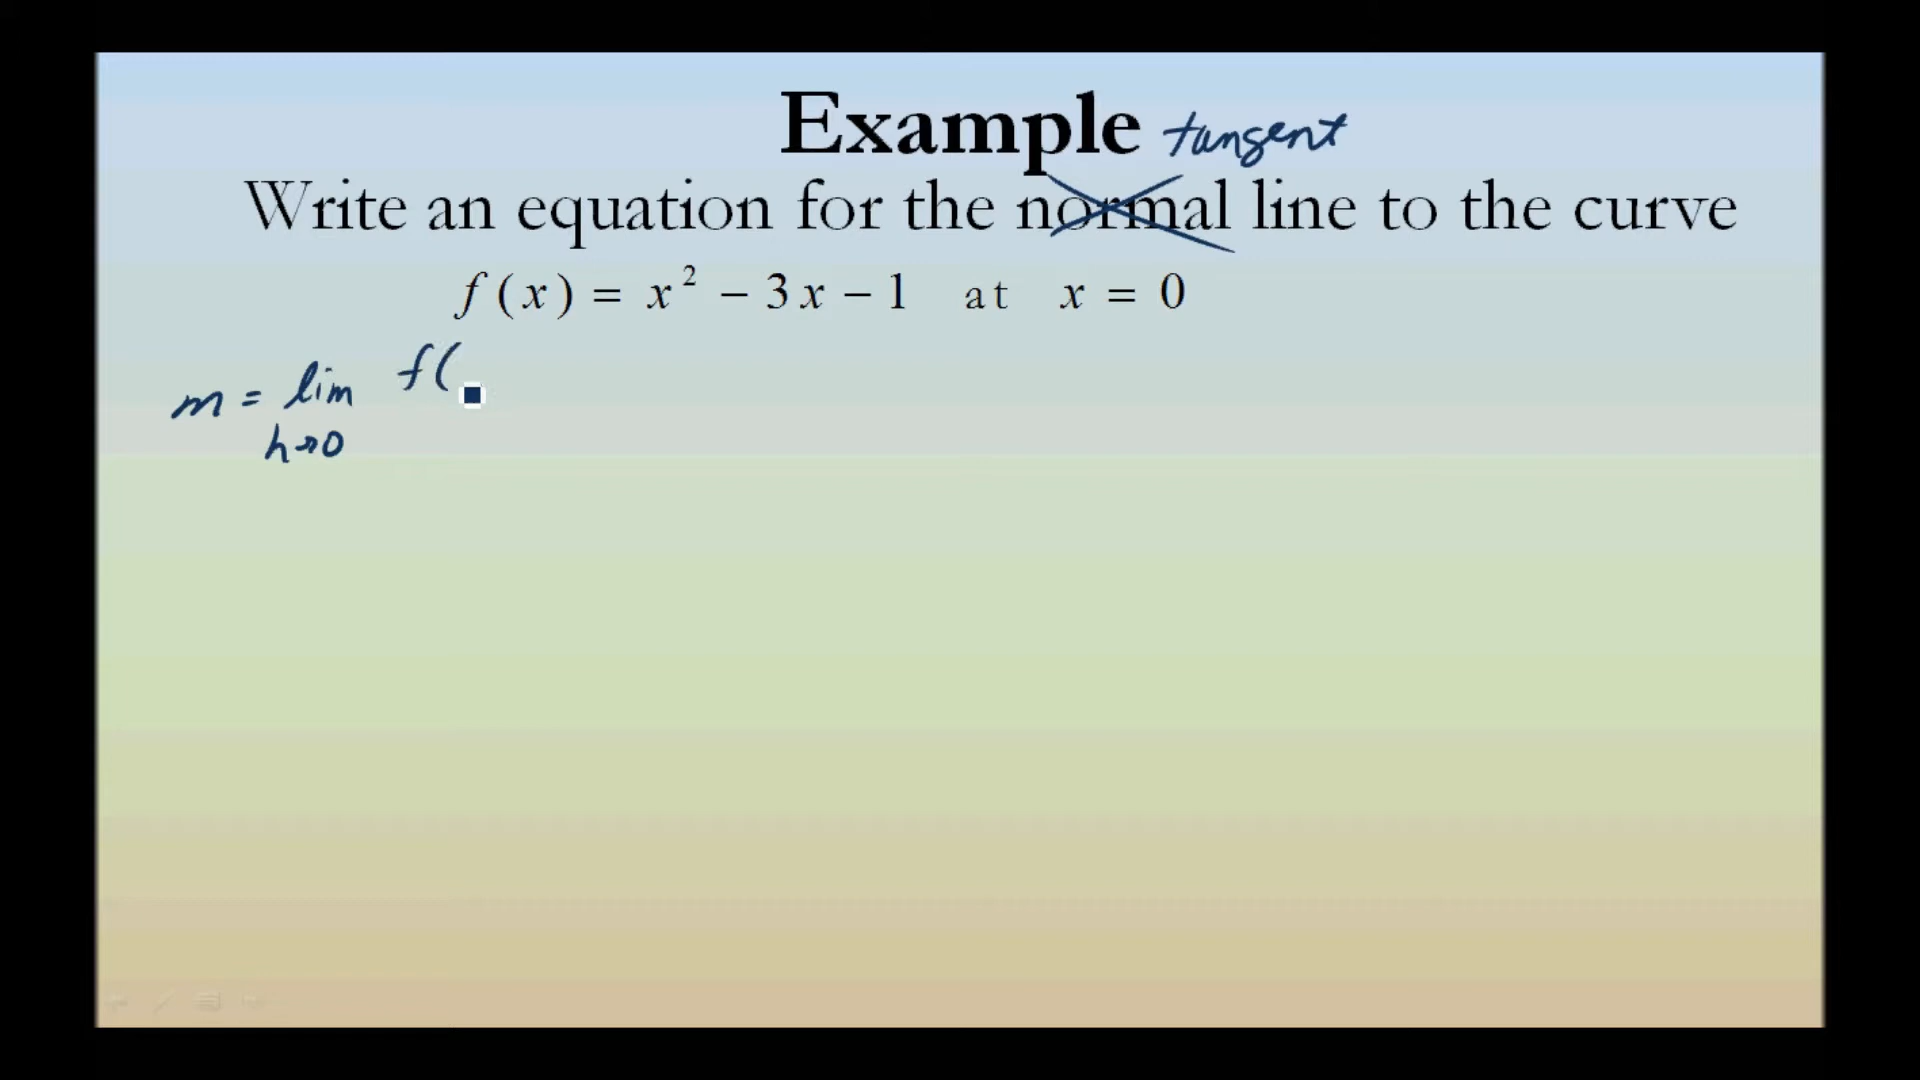 Example tangent
Write an equation for the normal line to the curve
f(x) = x² − 3x − 1 at x = 0
m = lim f(
h→0